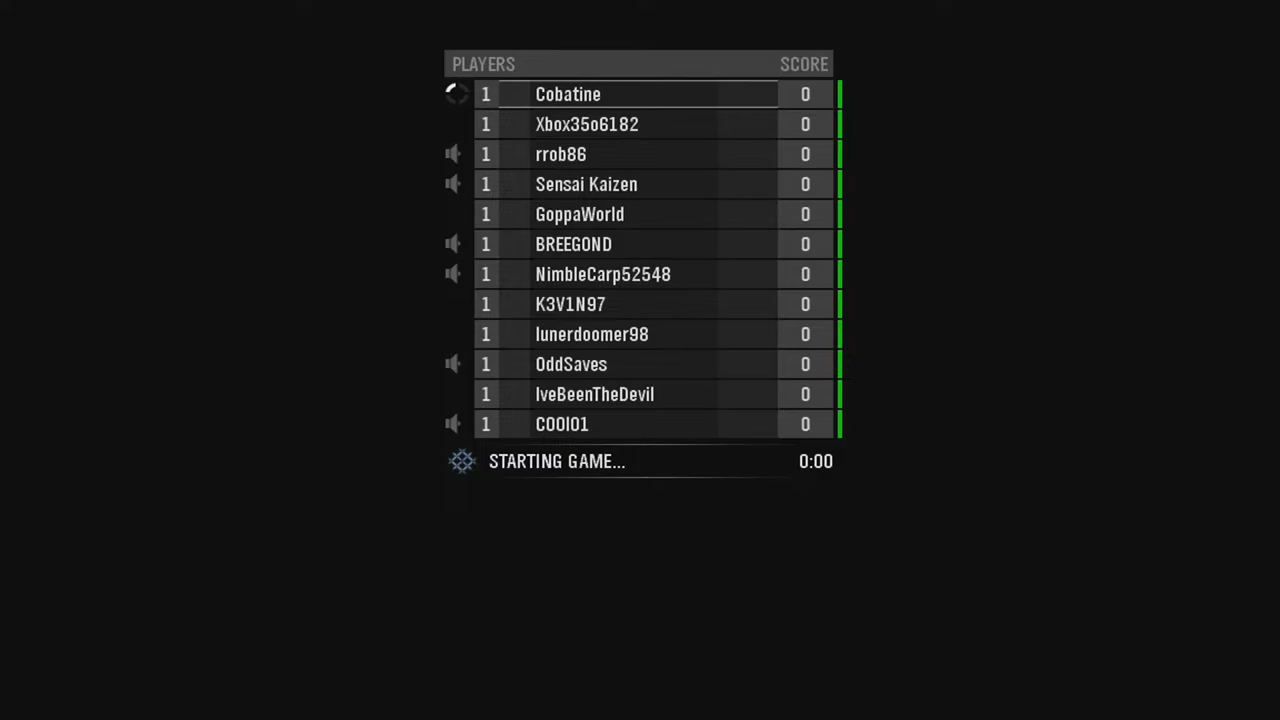 PLAYERS SCORE
1 Cobatine 0
1 Xbox35o6182 0
1 rrob86 0
1 Sensai Kaizen 0
1 GoppaWorld 0
1 BREEGOND 0
1 NimbleCarp52548 0
1 K3V1N97 0
1 lunerdoomer98 0
1 OddSaves 0
1 IveBeenTheDevil 0
1 COOl01 0
STARTING GAME... 0:00